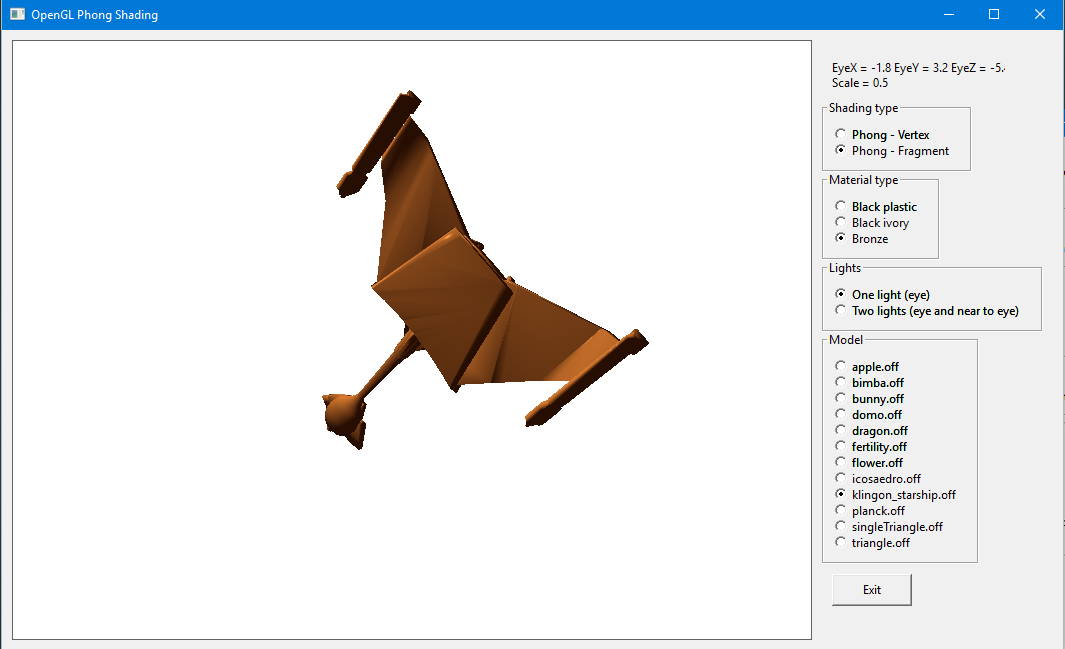 OpenGL Phong Shading
EyeX = -1.8 EyeY = 3.2 EyeZ = -5.
Scale = 0.5
Shading type
Phong - Vertex
Phong - Fragment
Material type
Black plastic
Black ivory
Bronze
Lights
One light (eye)
Two lights (eye and near to eye)
Model
apple.off
bimba.off
bunny.off
domo.off
dragon.off
fertility.off
flower.off
icosaedro.off
klingon_starship.off
planck.off
singleTriangle.off
triangle.off
Exit